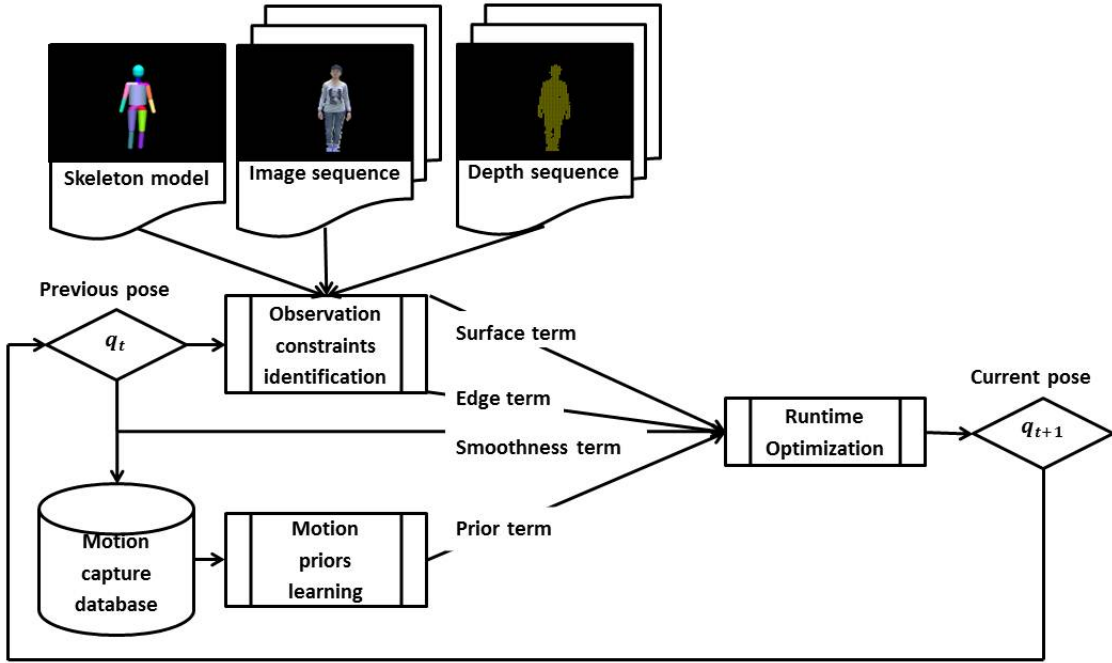 Skeleton model
Image sequence
Depth sequence
Previous pose
q_t
Observation
constraints
identification
Surface term
Edge term
Smoothness term
Prior term
Runtime
Optimization
Current pose
q_{t+1}
Motion
capture
database
Motion
priors
learning